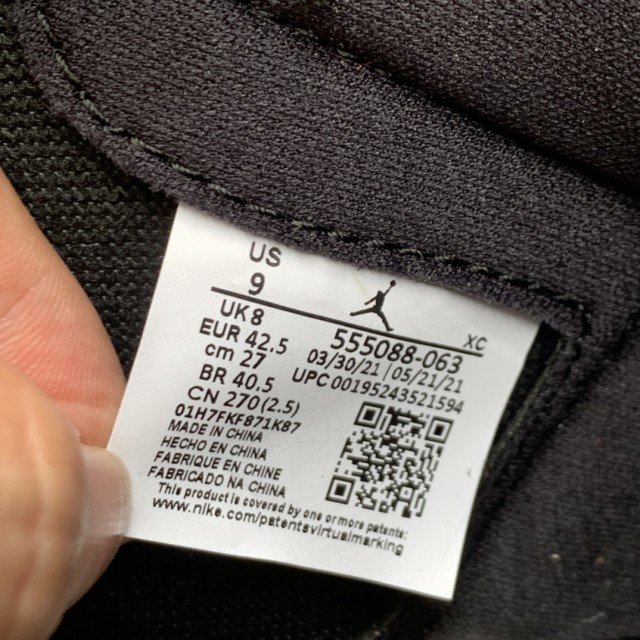 US
9
XC
UK 8
555088-063
EUR 42.5
03/30/21 | 05/21/21
cm 27
UPC 00195243521594
BR 40.5
CN 270 (2.5)
01H7FKF871K87
MADE IN CHINA
HECHO EN CHINA
FABRIQUE EN CHINE
FABRICADO NA CHINA
This product is covered by one or more patents:
www.nike.com/patentsvirtualmarking